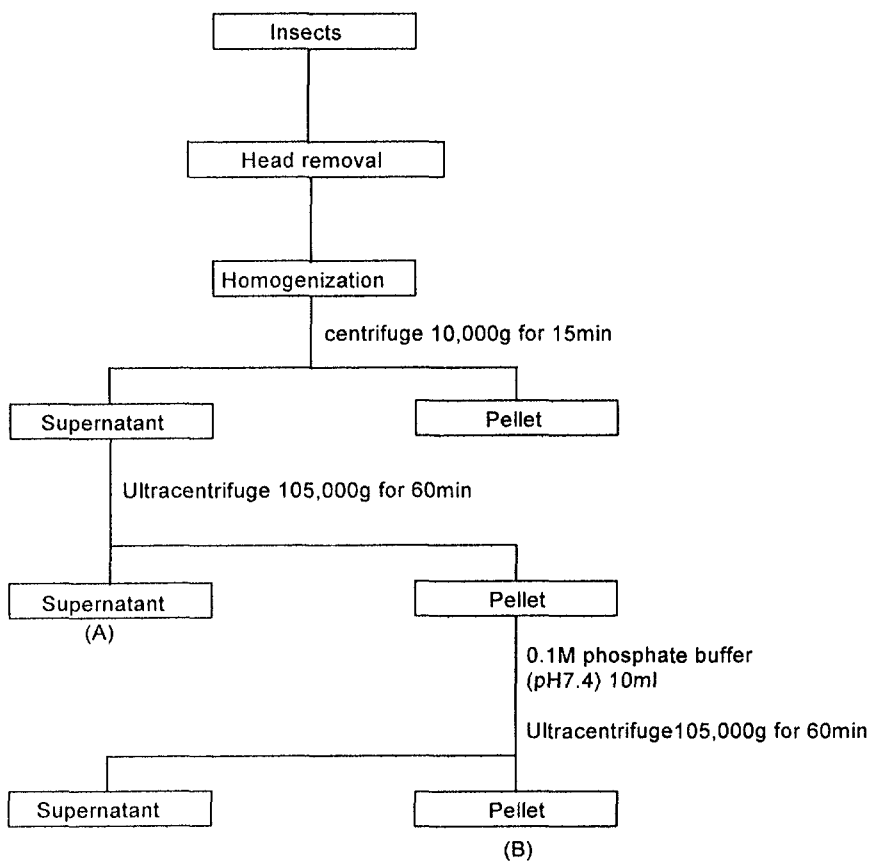 Insects
Head removal
Homogenization
centrifuge 10,000g for 15min
Supernatant
Pellet
Ultracentrifuge 105,000g for 60min
Supernatant
(A)
Pellet
0.1M phosphate buffer
(pH7.4) 10ml
Ultracentrifuge105,000g for 60min
Supernatant
Pellet
(B)